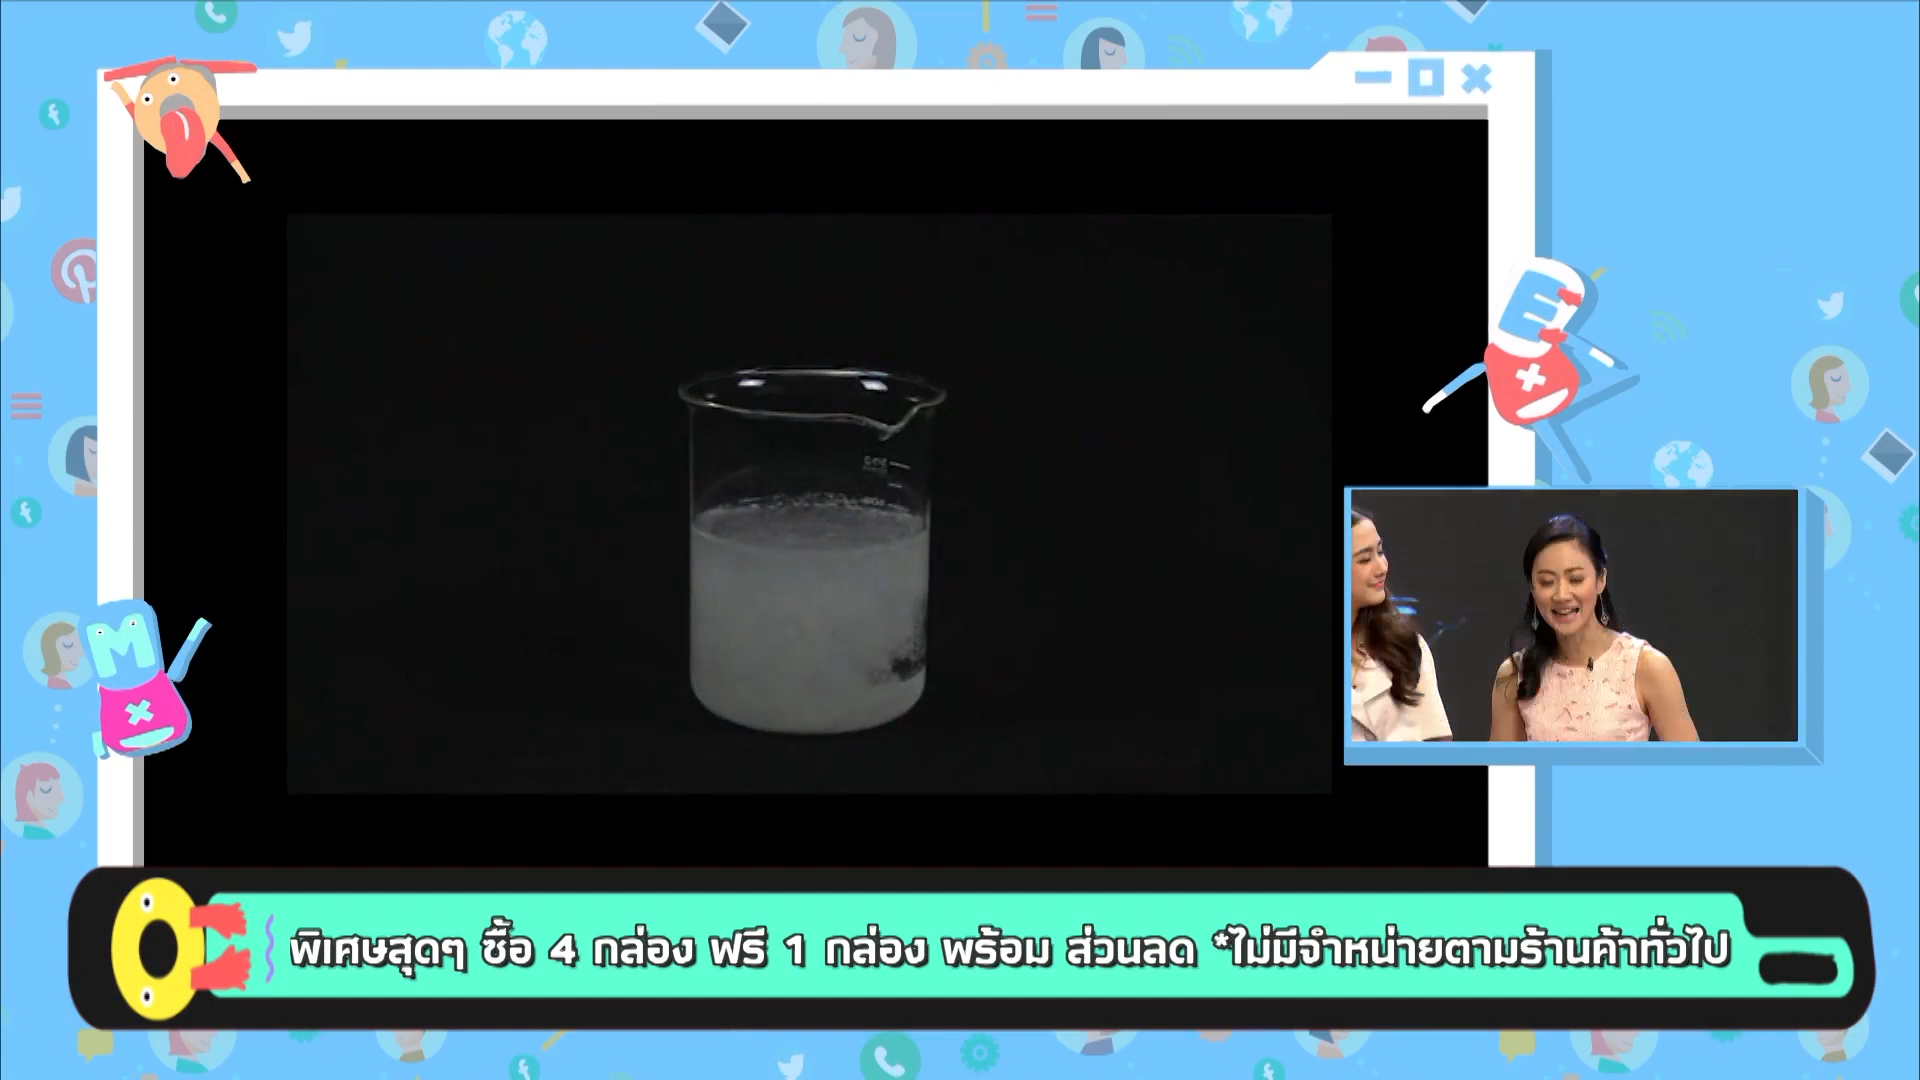 E
M
พิเศษสุดๆ ซื้อ 4 กล่อง ฟรี 1 กล่อง พร้อม ส่วนลด *ไม่มีจำหน่ายตามร้านค้าทั่วไป